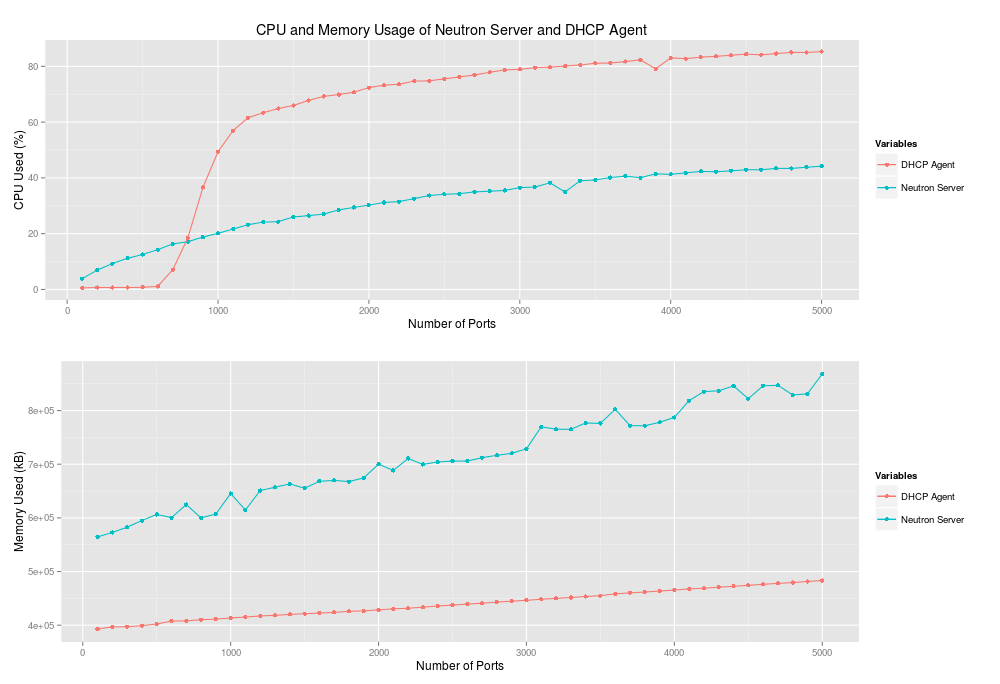 CPU and Memory Usage of Neutron Server and DHCP Agent
CPU Used (%)
80
60
40
20
0
0 1000 2000 3000 4000 5000
Number of Ports
Variables
DHCP Agent
Neutron Server
Memory Used (kB)
8e+05
7e+05
6e+05
5e+05
4e+05
0 1000 2000 3000 4000 5000
Number of Ports
Variables
DHCP Agent
Neutron Server